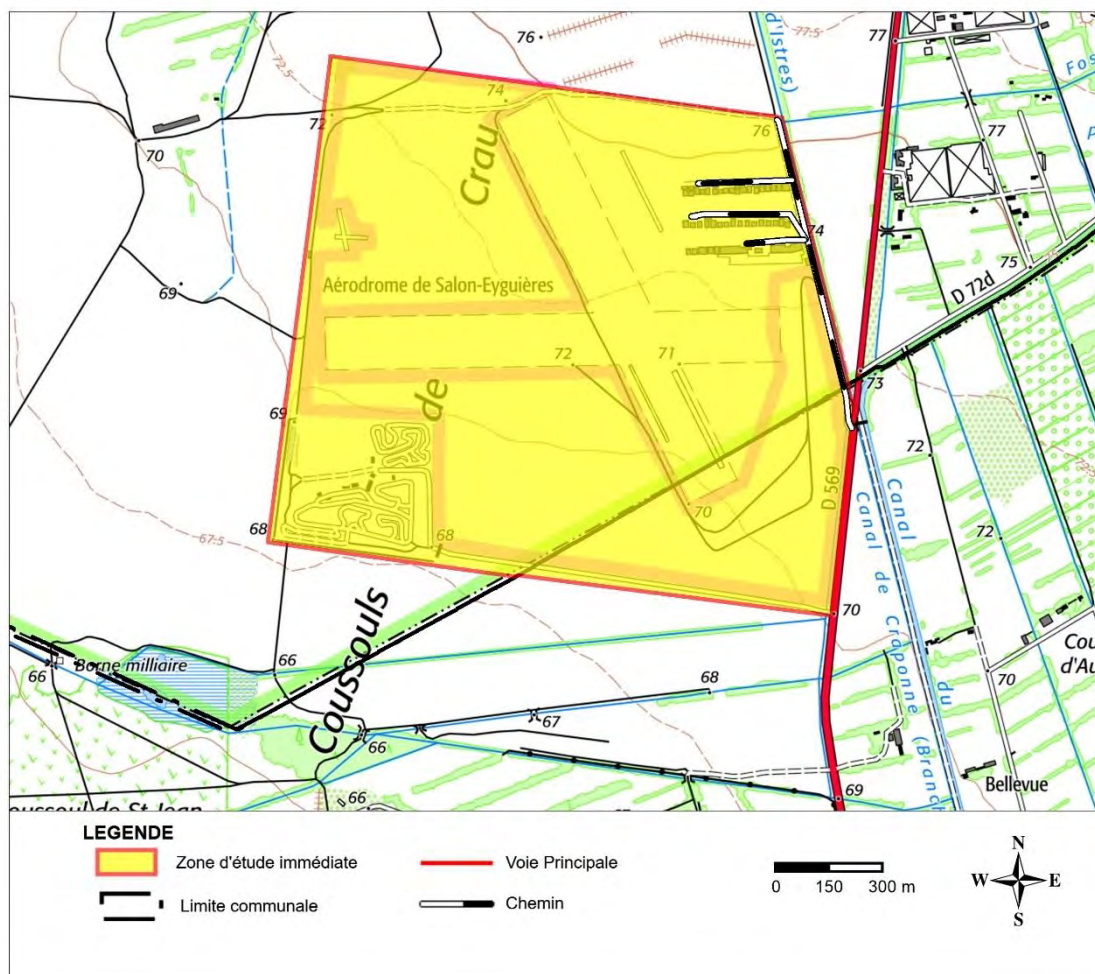 76
77.5
d'Istres)
77
Fos
72.5
74
72
76
77
70
Crau
74
75
69
Aérodrome de Salon-Eyguières
D 72d
72
71
73
de
69
72
70
D 569
Canal
Canal de Craponne (Branch
du
72
68
68
67.5
70
Coussouls
66
Borne milliaire
66
68
70
Cou
d'Au
67
66
66
69
Bellevue
oussoul de St-Jean
LEGENDE
Zone d'étude immédiate
Voie Principale
Limite communale
Chemin
0 150 300 m
N
W E
S